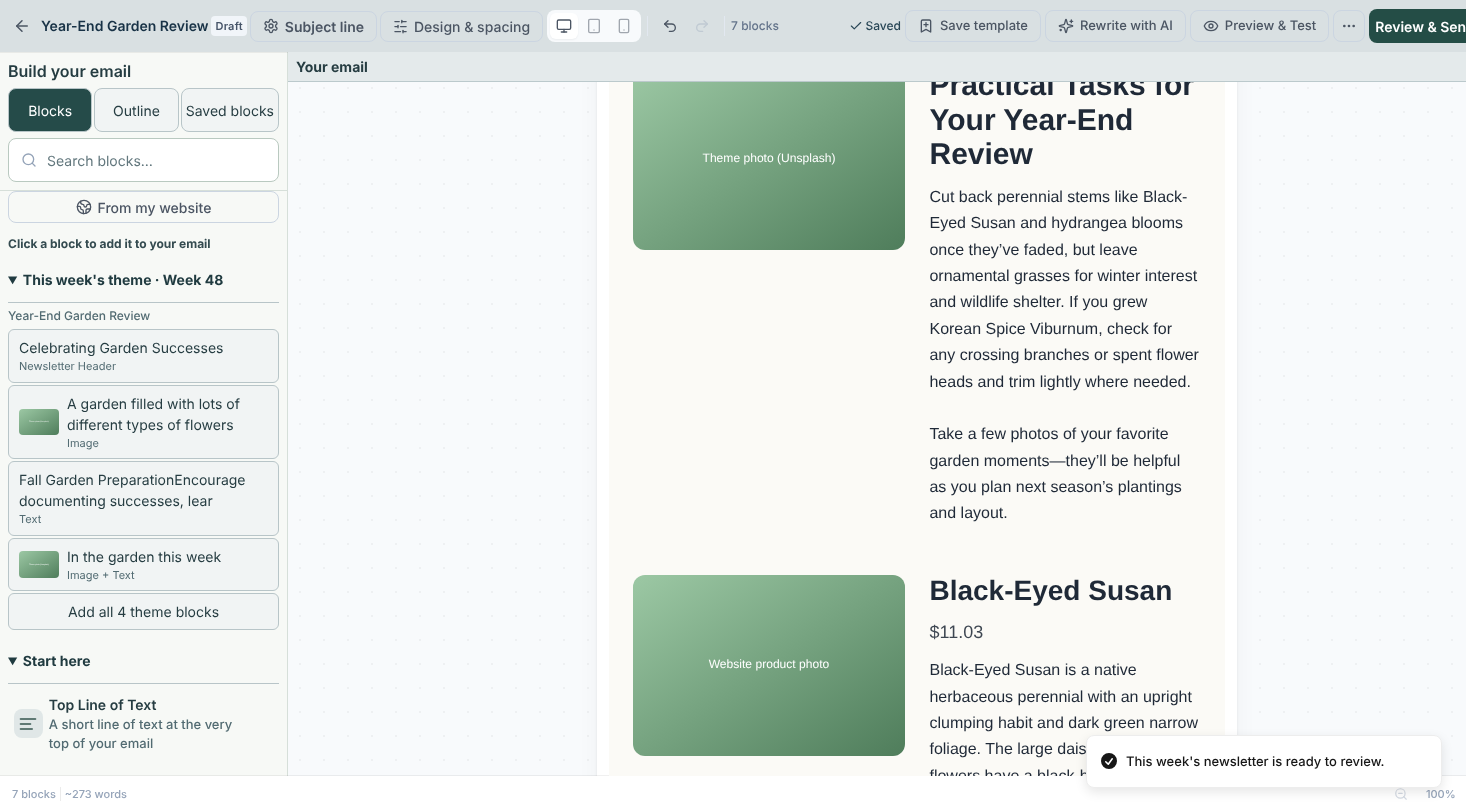 Year-End Garden Review
Draft
Subject line
Design & spacing
7 blocks
Saved
Save template
Rewrite with AI
Preview & Test
Review & Sen
Build your email
Blocks
Outline
Saved blocks
Search blocks...
From my website
Click a block to add it to your email
This week's theme · Week 48
Year-End Garden Review
Celebrating Garden Successes
Newsletter Header
A garden filled with lots of
different types of flowers
Image
Fall Garden PreparationEncourage
documenting successes, lear
Text
In the garden this week
Image + Text
Add all 4 theme blocks
Start here
Top Line of Text
A short line of text at the very
top of your email
Your email
Theme photo (Unsplash)
Practical Tasks for
Your Year-End
Review
Cut back perennial stems like Black-
Eyed Susan and hydrangea blooms
once they’ve faded, but leave
ornamental grasses for winter interest
and wildlife shelter. If you grew
Korean Spice Viburnum, check for
any crossing branches or spent flower
heads and trim lightly where needed.
Take a few photos of your favorite
garden moments—they’ll be helpful
as you plan next season’s plantings
and layout.
Website product photo
Black-Eyed Susan
$11.03
Black-Eyed Susan is a native
herbaceous perennial with an upright
clumping habit and dark green narrow
foliage. The large dais
flowers have a black b
This week's newsletter is ready to review.
7 blocks
~273 words
100%